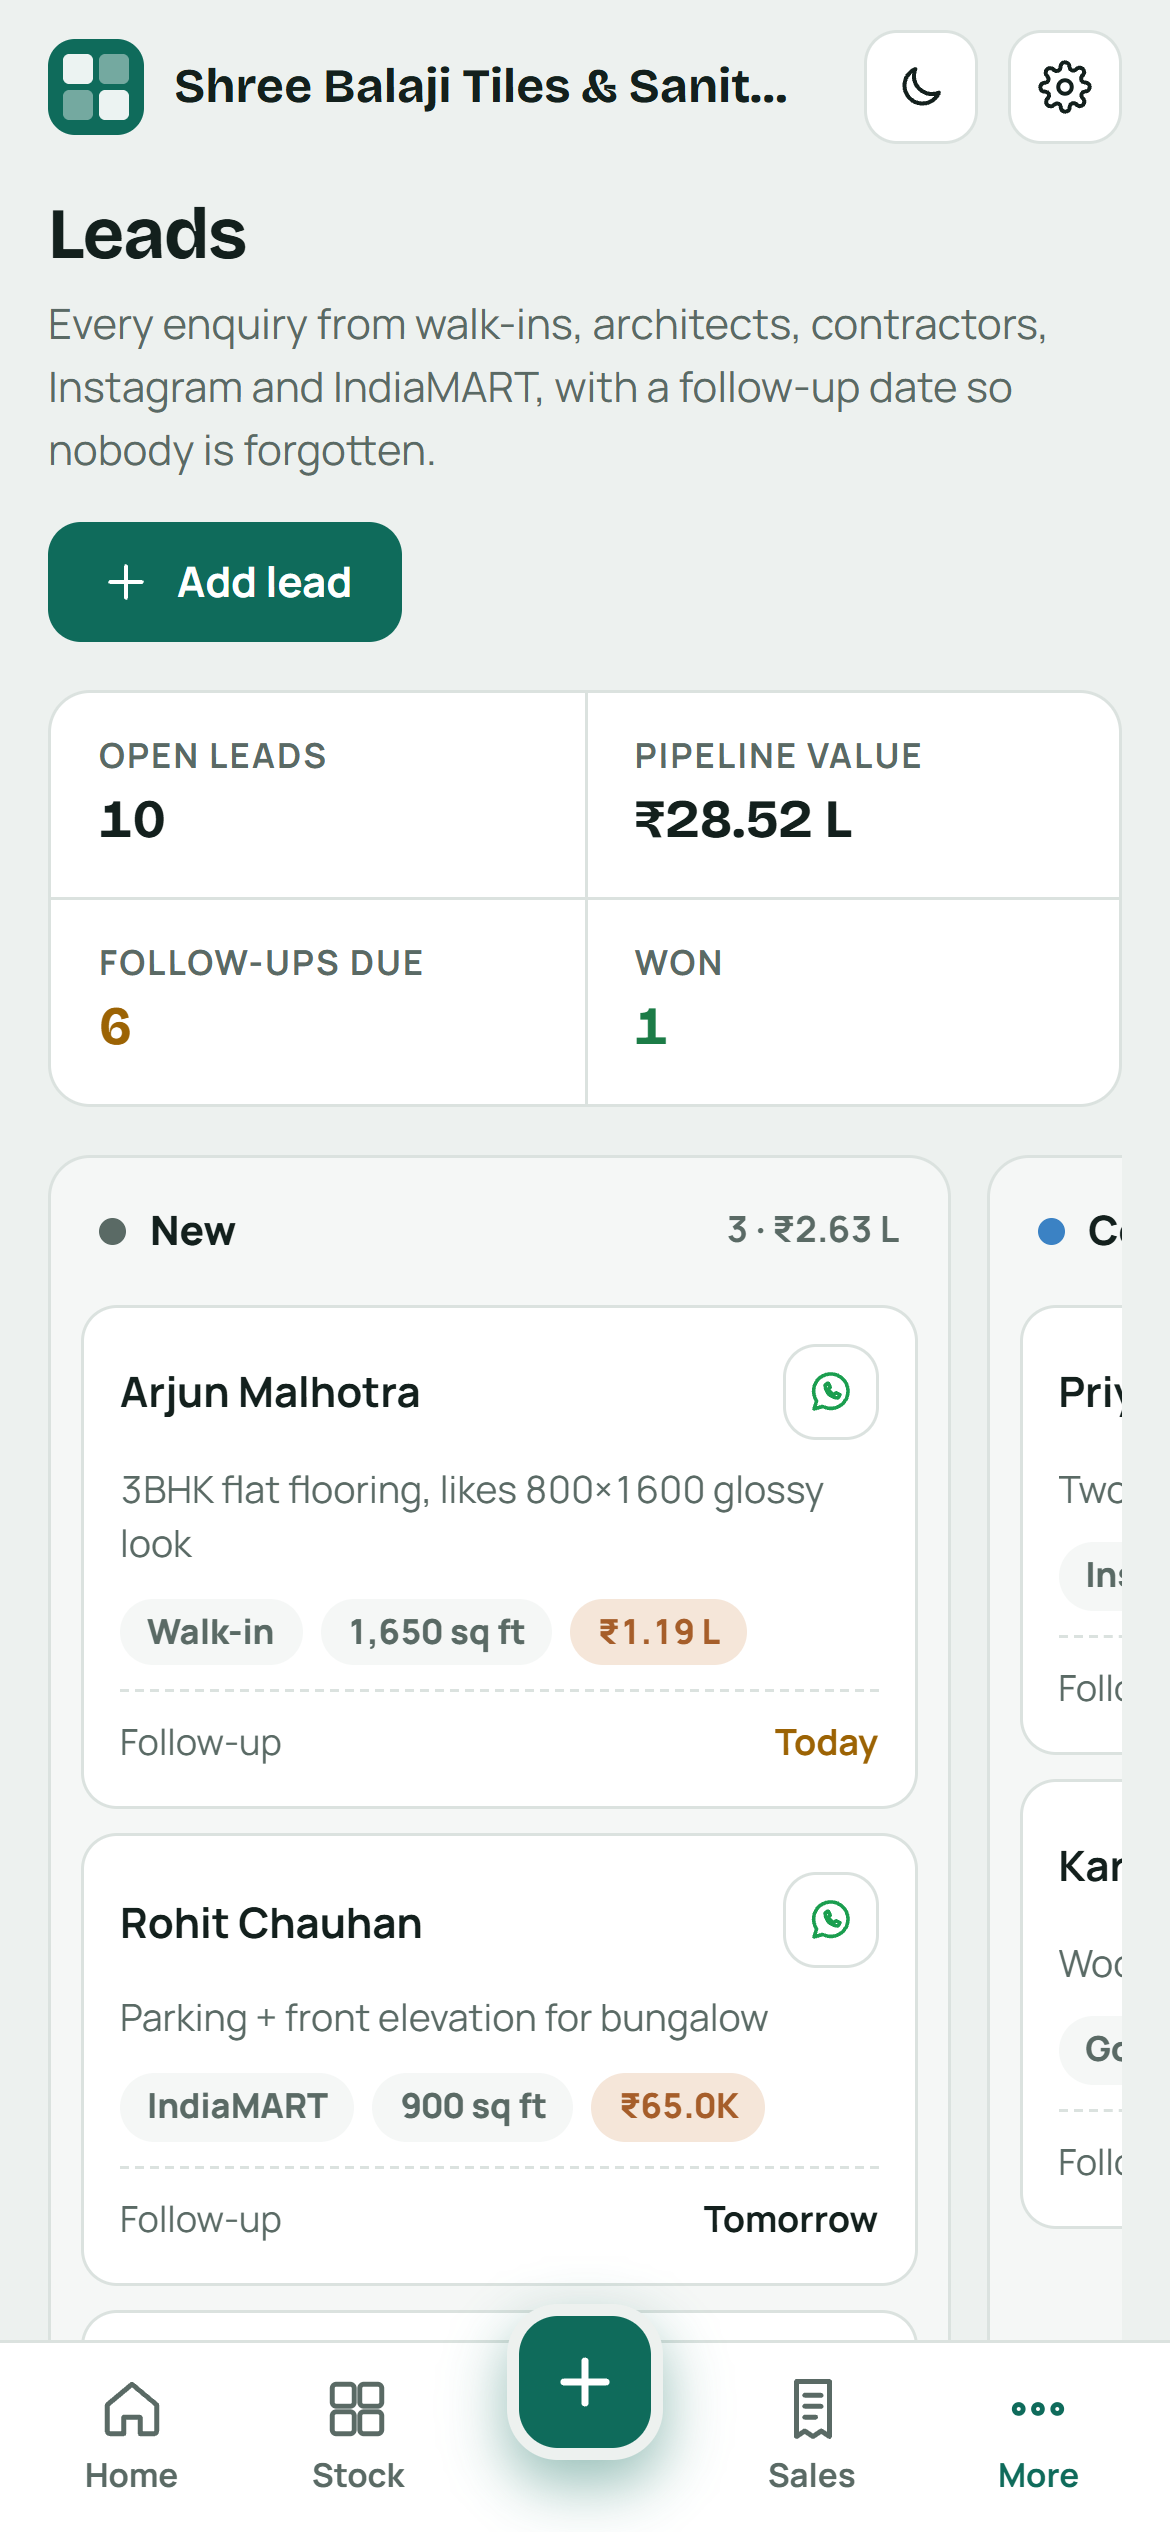 Shree Balaji Tiles & Sanit...
Leads
Every enquiry from walk-ins, architects, contractors,
Instagram and IndiaMART, with a follow-up date so
nobody is forgotten.
Add lead
OPEN LEADS
10
PIPELINE VALUE
₹28.52 L
FOLLOW-UPS DUE
6
WON
1
New
3 · ₹2.63 L
Arjun Malhotra
3BHK flat flooring, likes 800×1600 glossy
look
Walk-in
1,650 sq ft
₹1.19 L
Follow-up
Today
Rohit Chauhan
Parking + front elevation for bungalow
IndiaMART
900 sq ft
₹65.0K
Follow-up
Tomorrow
Home
Stock
Sales
More